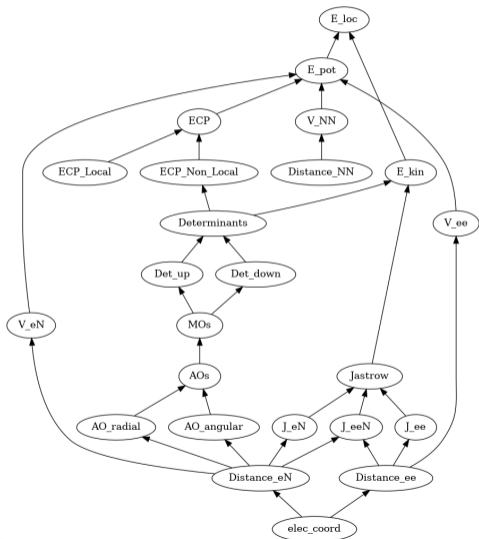 E_loc
E_pot
ECP
V_NN
ECP_Local
ECP_Non_Local
Distance_NN
E_kin
Determinants
V_ee
Det_up
Det_down
V_eN
MOs
AOs
Jastrow
AO_radial
AO_angular
J_eN
J_eeN
J_ee
Distance_eN
Distance_ee
elec_coord